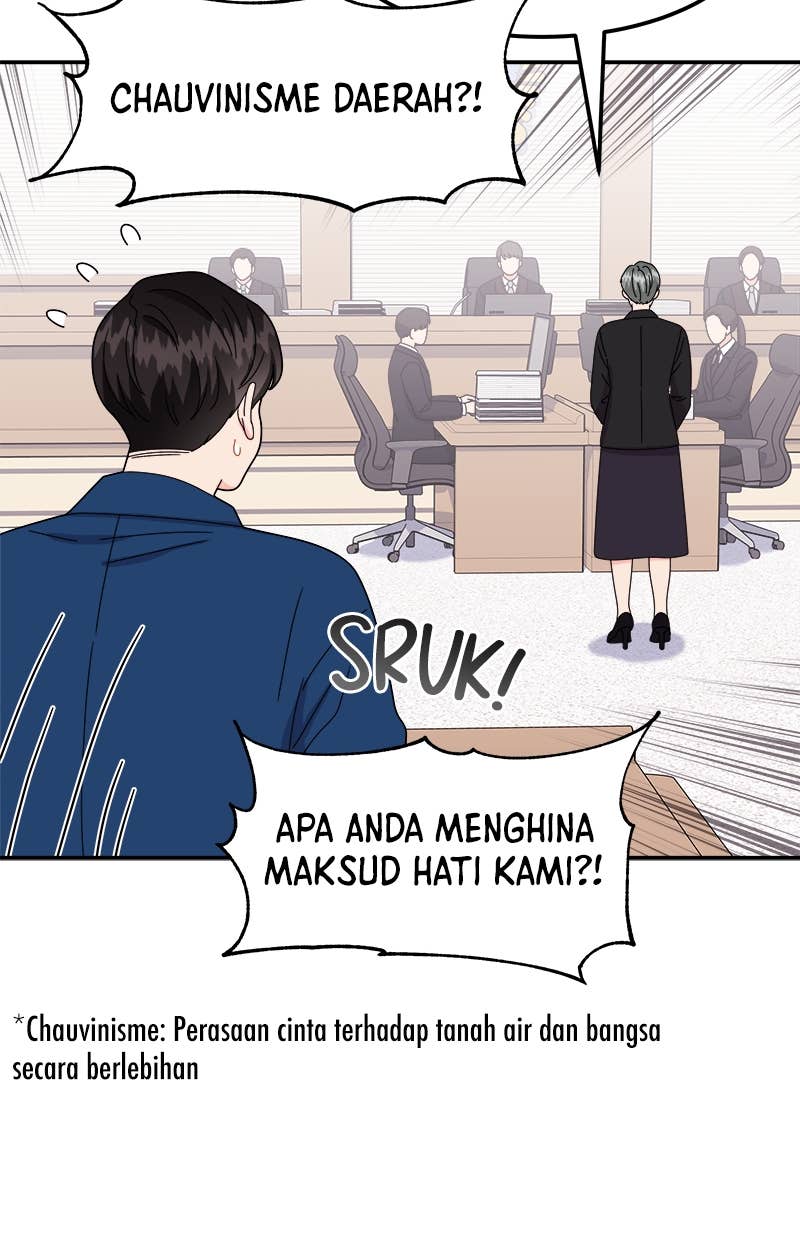 CHAUVINISME DAERAH?!
SRUK!
APA ANDA MENGHINA
MAKSUD HATI KAMI?!
*Chauvinisme: Perasaan cinta terhadap tanah air dan bangsa
secara berlebihan